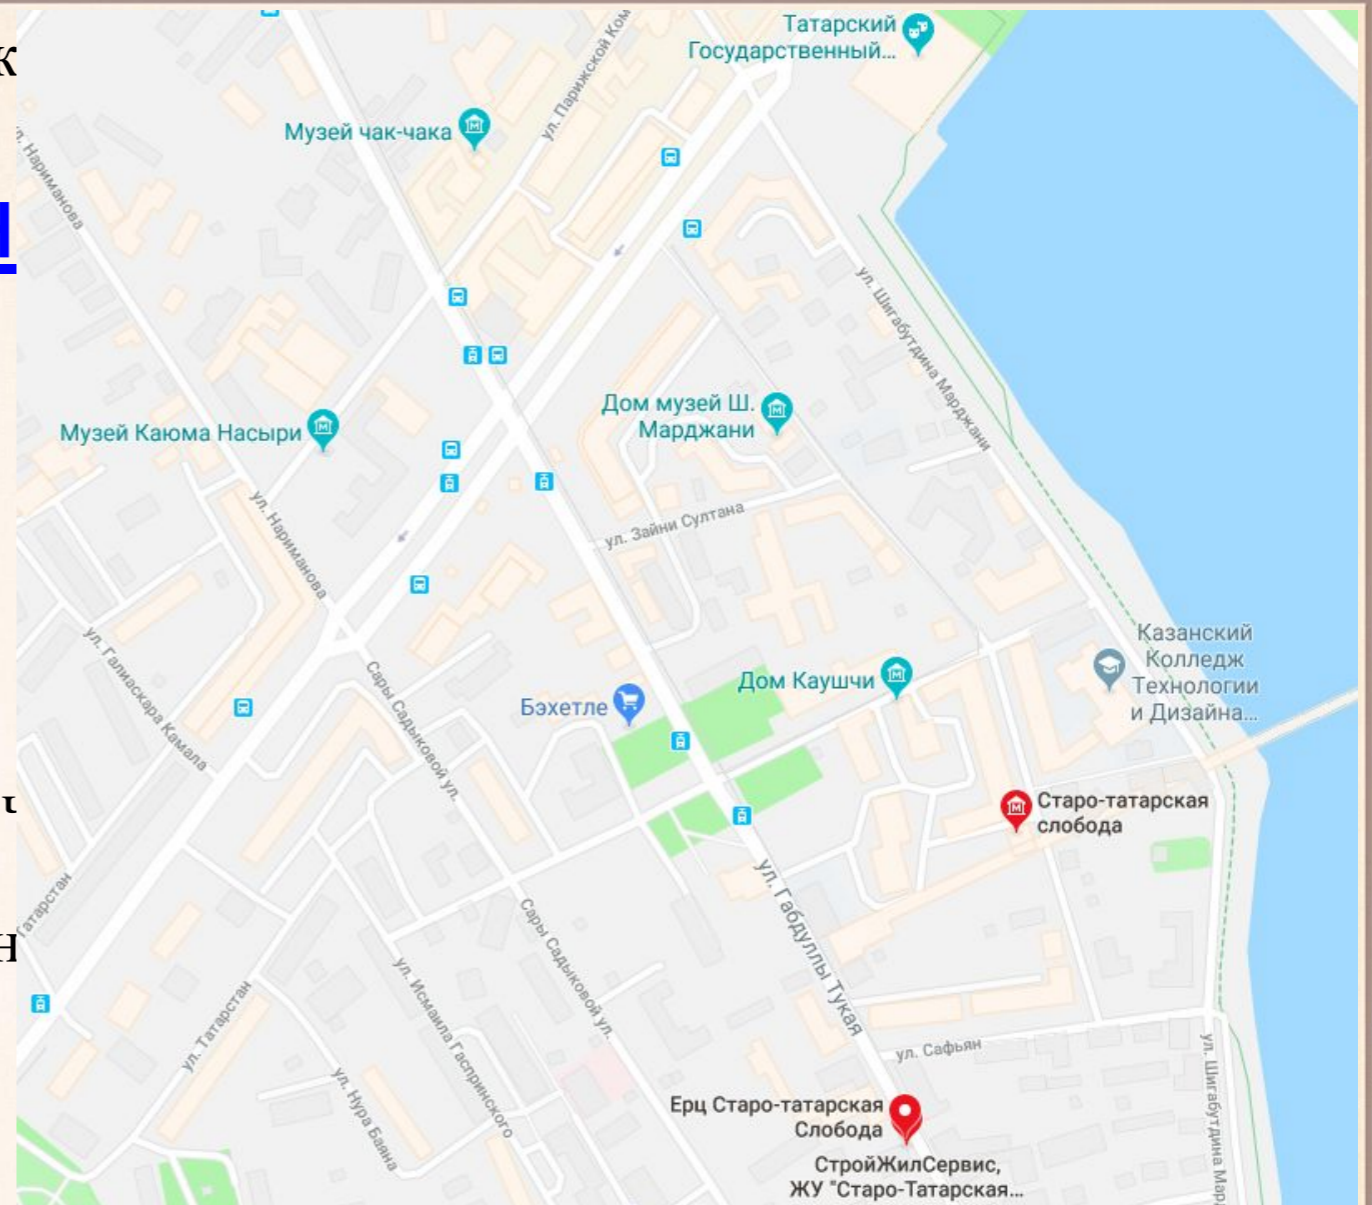 ж
Татарский
Государственный...
ул. Парижской Ком
Музей чак-чака
ул. Нариманова
ул. Шигабутдина Марджани
Дом музей Ш.
Марджани
Музей Каюма Насыри
ул. Нариманова
ул. Зайни Султана
Казанский
Колледж
Технологии
и Дизайна...
ул. Галиаскара Камала
Сары Садыковой ул.
Дом Каушчи
Бэхетле
Старо-татарская
слобода
ч
ул. Габдуллы Тукая
Татарстан
Сары Садыковой ул.
н
ул. Исмаила Гаспринского
ул. Татарстан
ул. Сафьян
ул. Нура Баяна
ул. Шигабутдина Мар
Ерц Старо-татарская
Слобода
СтройЖилСервис,
ЖУ "Старо-Татарская...